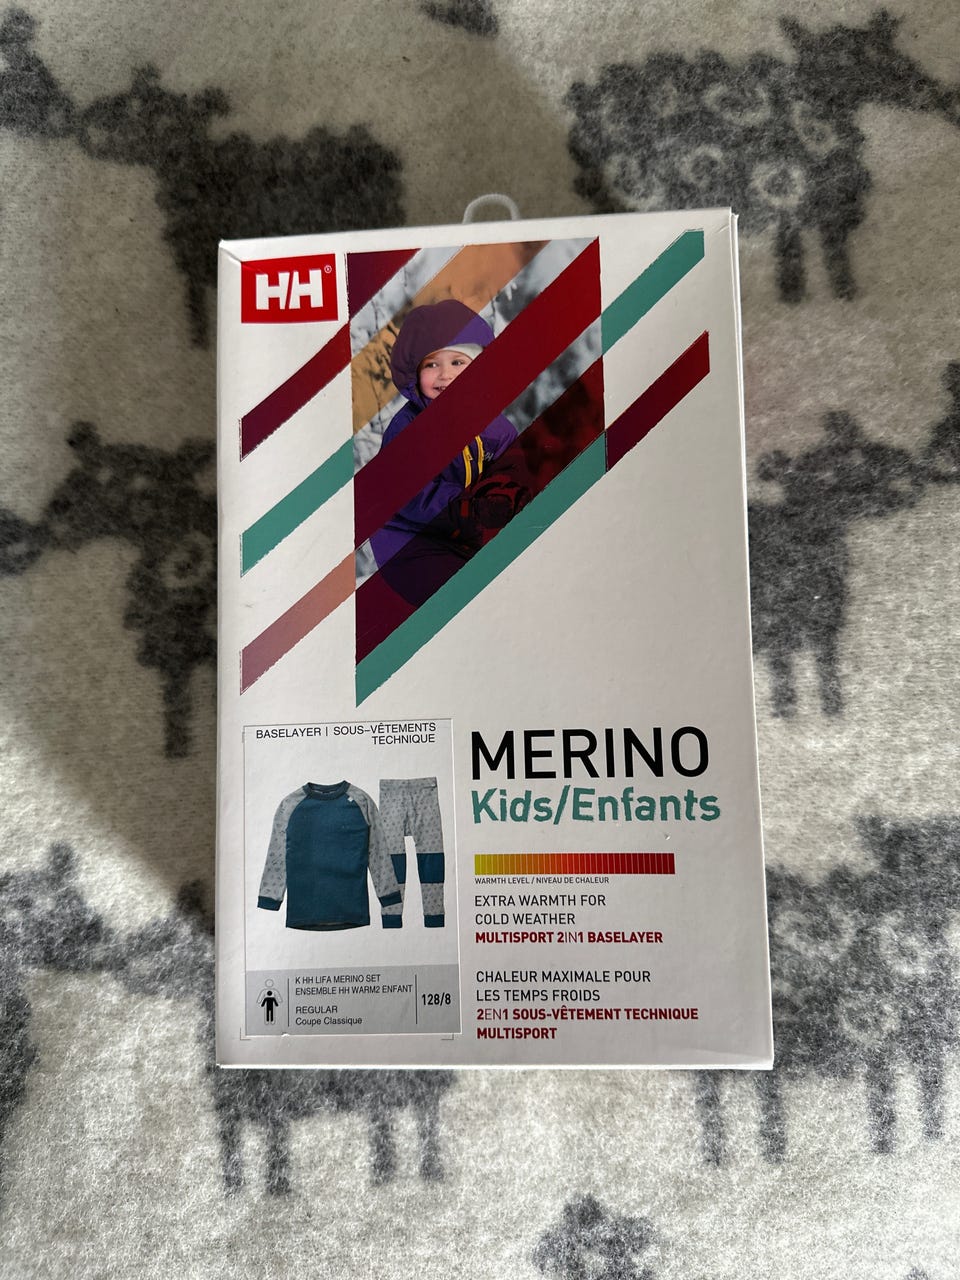 HH®
BASELAYER | SOUS-VÊTEMENTS
TECHNIQUE
MERINO
Kids/Enfants
WARMTH LEVEL / NIVEAU DE CHALEUR
EXTRA WARMTH FOR
COLD WEATHER
MULTISPORT 2IN1 BASELAYER
CHALEUR MAXIMALE POUR
LES TEMPS FROIDS
2EN1 SOUS-VÊTEMENT TECHNIQUE
MULTISPORT
K HH LIFA MERINO SET
ENSEMBLE HH WARM2 ENFANT
REGULAR
Coupe Classique
128/8